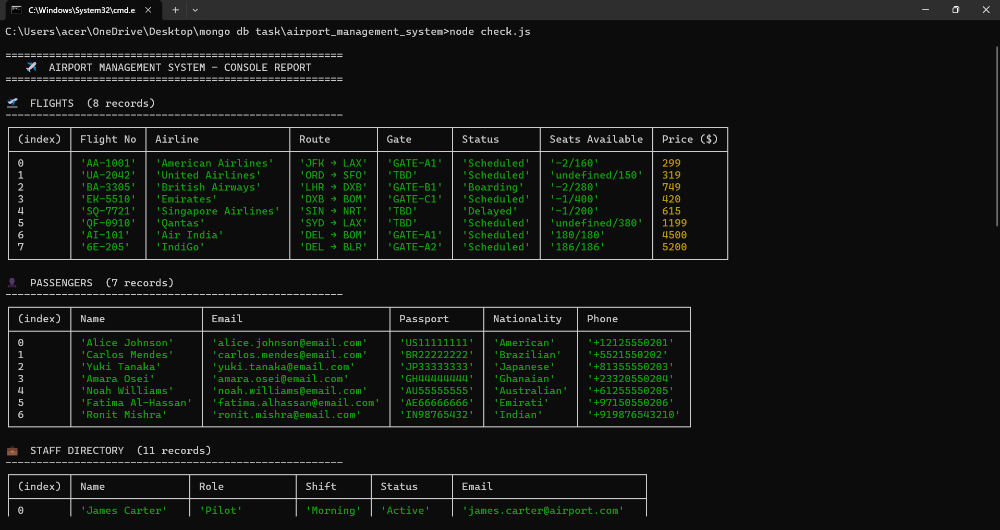 C:\Windows\System32\cmd.e
C:\Users\acer\OneDrive\Desktop\mongo db task\airport_management_system>node check.js
======================================================
✈️ AIRPORT MANAGEMENT SYSTEM - CONSOLE REPORT
======================================================
🛫 FLIGHTS (8 records)
------------------------------------------------------
(index) Flight No Airline Route Gate Status Seats Available Price ($)
0 'AA-1001' 'American Airlines' 'JFK → LAX' 'GATE-A1' 'Scheduled' '-2/160' 299
1 'UA-2042' 'United Airlines' 'ORD → SFO' 'TBD' 'Scheduled' 'undefined/150' 319
2 'BA-3305' 'British Airways' 'LHR → DXB' 'GATE-B1' 'Boarding' '-2/280' 749
3 'EK-5510' 'Emirates' 'DXB → BOM' 'GATE-C1' 'Scheduled' '-1/400' 420
4 'SQ-7721' 'Singapore Airlines' 'SIN → NRT' 'TBD' 'Delayed' '-1/200' 615
5 'QF-0910' 'Qantas' 'SYD → LAX' 'TBD' 'Scheduled' 'undefined/380' 1199
6 'AI-101' 'Air India' 'DEL → BOM' 'GATE-A1' 'Scheduled' '180/180' 4500
7 '6E-205' 'IndiGo' 'DEL → BLR' 'GATE-A2' 'Scheduled' '186/186' 5200
👤 PASSENGERS (7 records)
------------------------------------------------------
(index) Name Email Passport Nationality Phone
0 'Alice Johnson' 'alice.johnson@email.com' 'US11111111' 'American' '+12125550201'
1 'Carlos Mendes' 'carlos.mendes@email.com' 'BR22222222' 'Brazilian' '+5521550202'
2 'Yuki Tanaka' 'yuki.tanaka@email.com' 'JP33333333' 'Japanese' '+81355550203'
3 'Amara Osei' 'amara.osei@email.com' 'GH44444444' 'Ghanaian' '+23320550204'
4 'Noah Williams' 'noah.williams@email.com' 'AU55555555' 'Australian' '+61255550205'
5 'Fatima Al-Hassan' 'fatima.alhassan@email.com' 'AE66666666' 'Emirati' '+97150550206'
6 'Ronit Mishra' 'ronit.mishra@email.com' 'IN98765432' 'Indian' '+919876543210'
💼 STAFF DIRECTORY (11 records)
------------------------------------------------------
(index) Name Role Shift Status Email
0 'James Carter' 'Pilot' 'Morning' 'Active' 'james.carter@airport.com'